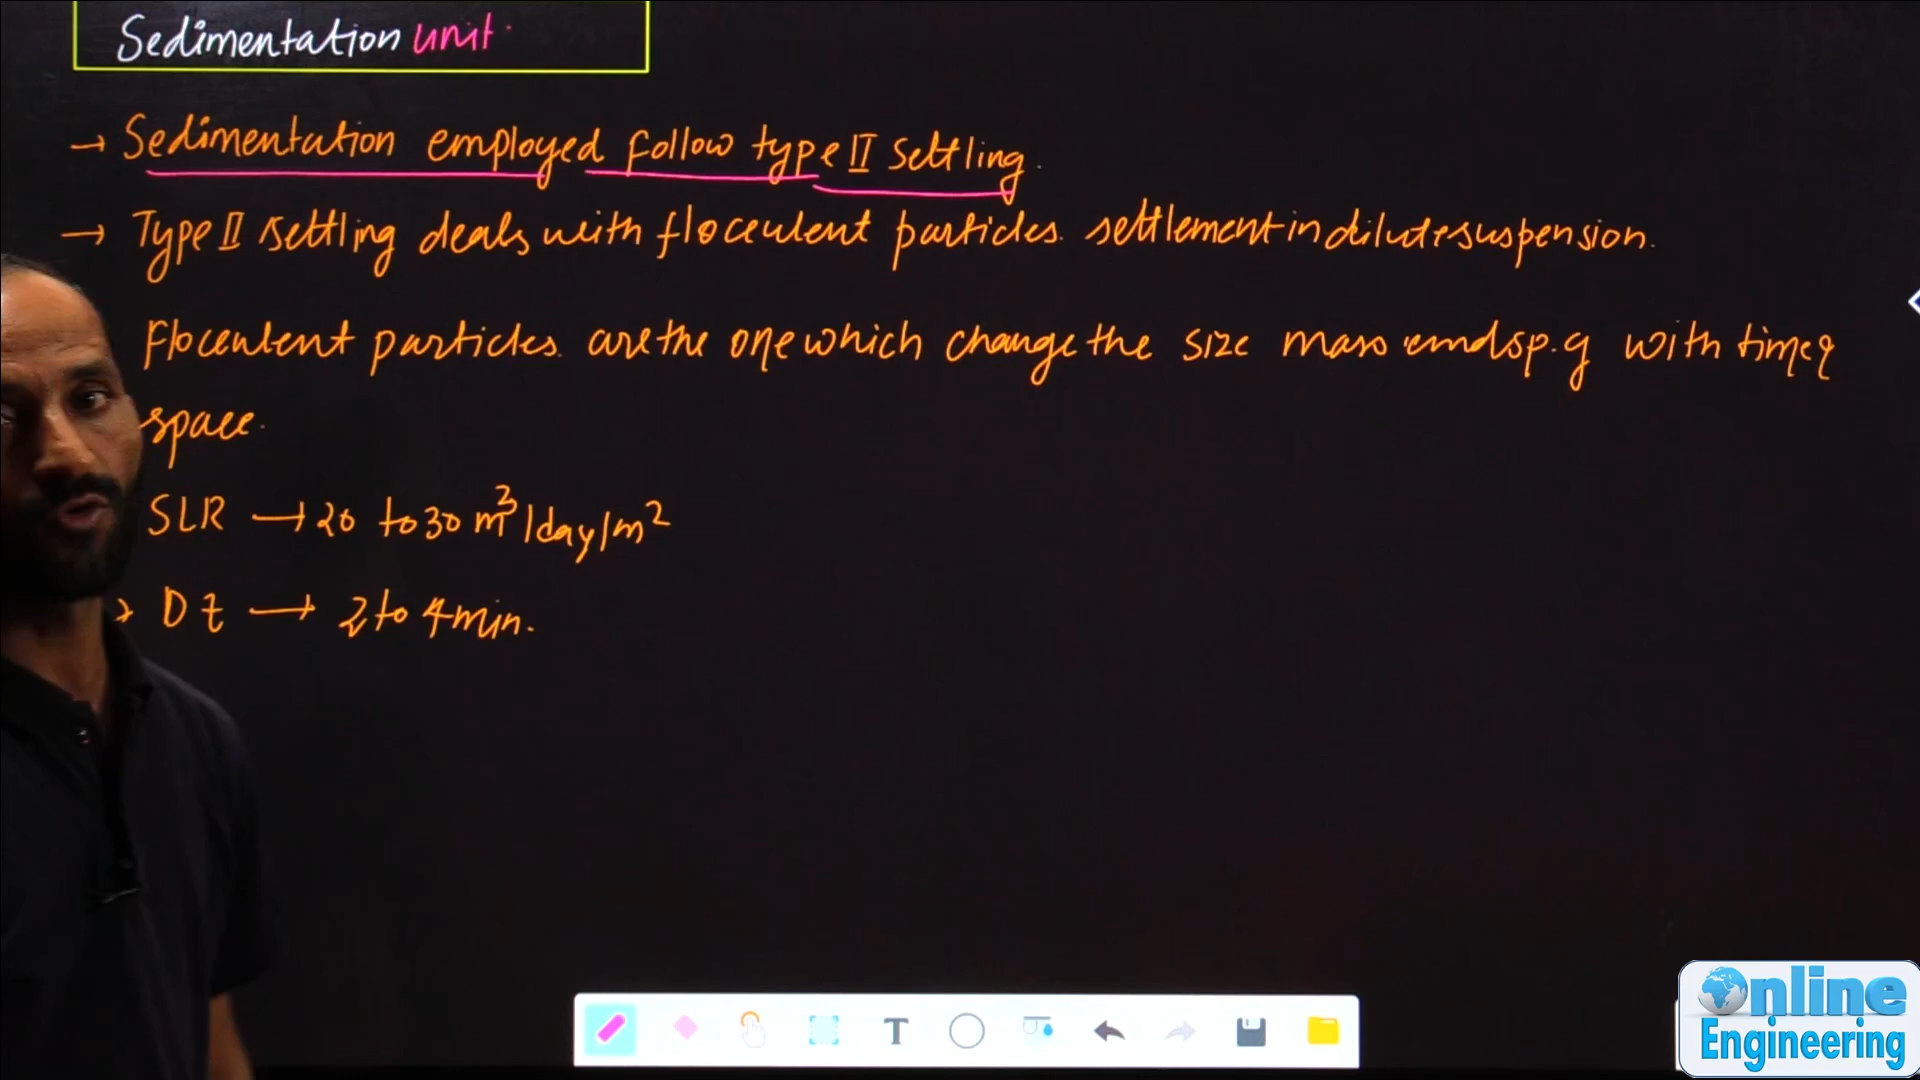 Sedimentation unit.
→ Sedimentation employed follow type II settling.
→ Type II settling deals with flocculent particles. settlement in dilute suspension.
Flocculent particles. are the one which change the size mass and sp. g with time &
space.
SLR → 20 to 30 m³/day/m²
Dt → 2 to 4 min.
T
Online
Engineering